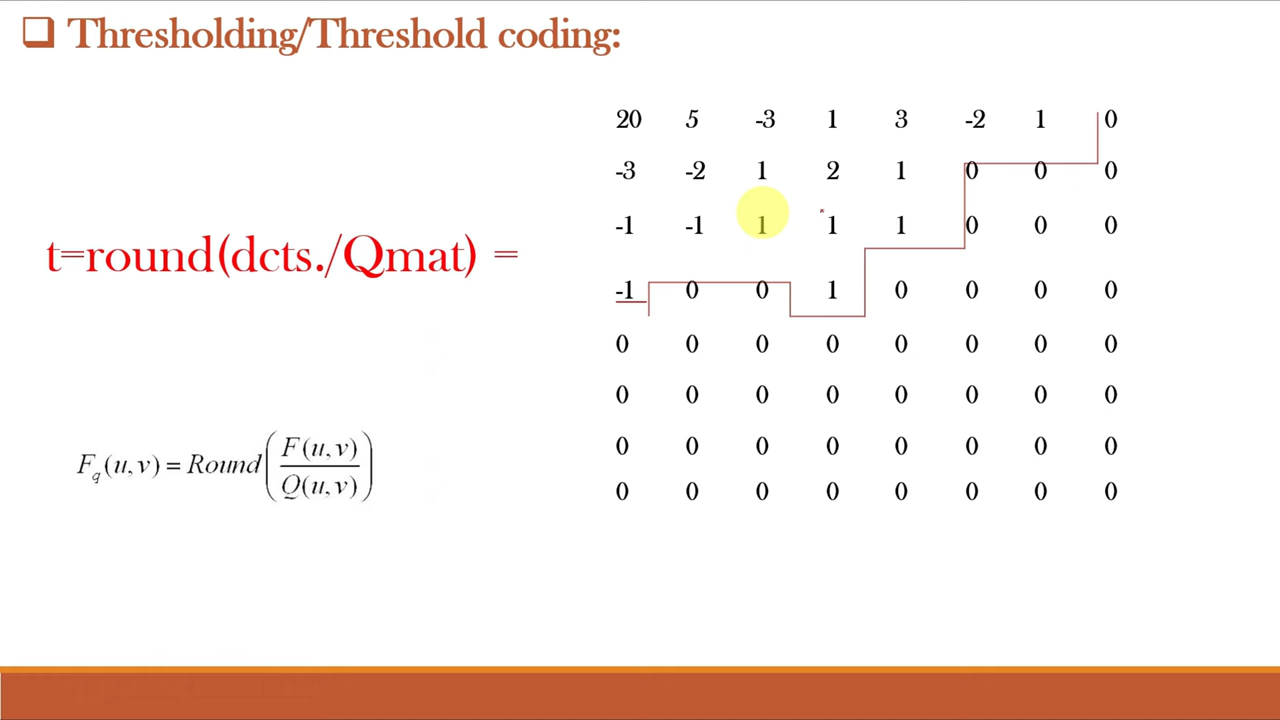 ❑ Thresholding/Threshold coding:
20 5 -3 1 3 -2 1 0
-3 -2 1 2 1 0 0 0
-1 -1 1 1 1 0 0 0
t=round(dcts./Qmat) =
-1 0 0 1 0 0 0 0
0 0 0 0 0 0 0 0
0 0 0 0 0 0 0 0
0 0 0 0 0 0 0 0
0 0 0 0 0 0 0 0
F_q(u,v) = Round(F(u,v)/Q(u,v))